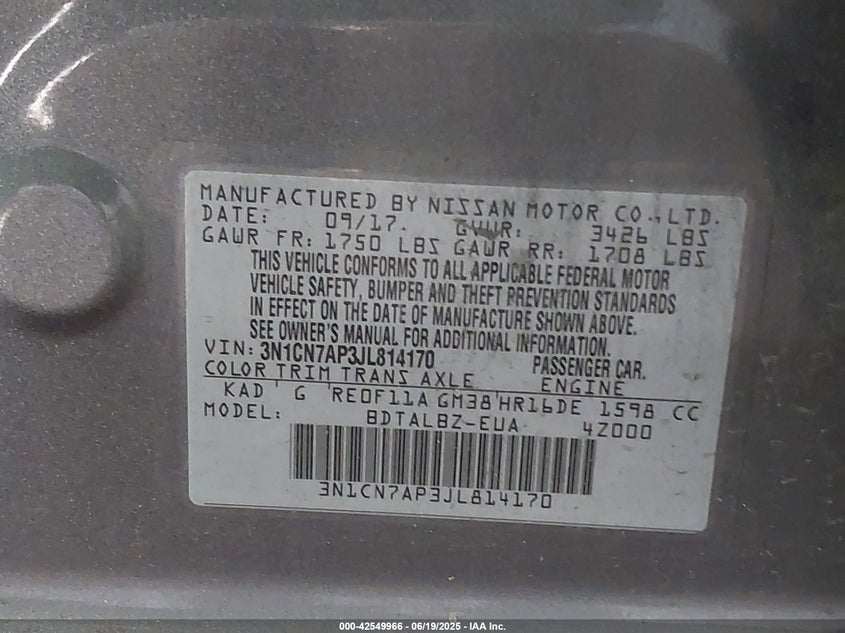 MANUFACTURED BY NISSAN MOTOR CO., LTD.
DATE: 09/17. GVWR: 3426 LBS
GAWR FR: 1750 LBS GAWR RR: 1708 LBS
THIS VEHICLE CONFORMS TO ALL APPLICABLE FEDERAL MOTOR
VEHICLE SAFETY, BUMPER AND THEFT PREVENTION STANDARDS
IN EFFECT ON THE DATE OF MANUFACTURE SHOWN ABOVE.
SEE OWNER'S MANUAL FOR ADDITIONAL INFORMATION.
VIN: 3N1CN7AP3JL814170 PASSENGER CAR.
COLOR TRIM TRANS AXLE ENGINE
KAD G RE0F11A GM38 HR16DE 1598 CC
MODEL: BDTALBZ-EUA 4Z000
3N1CN7AP3JL814170
000-42549966 - 06/19/2025 - IAA Inc.